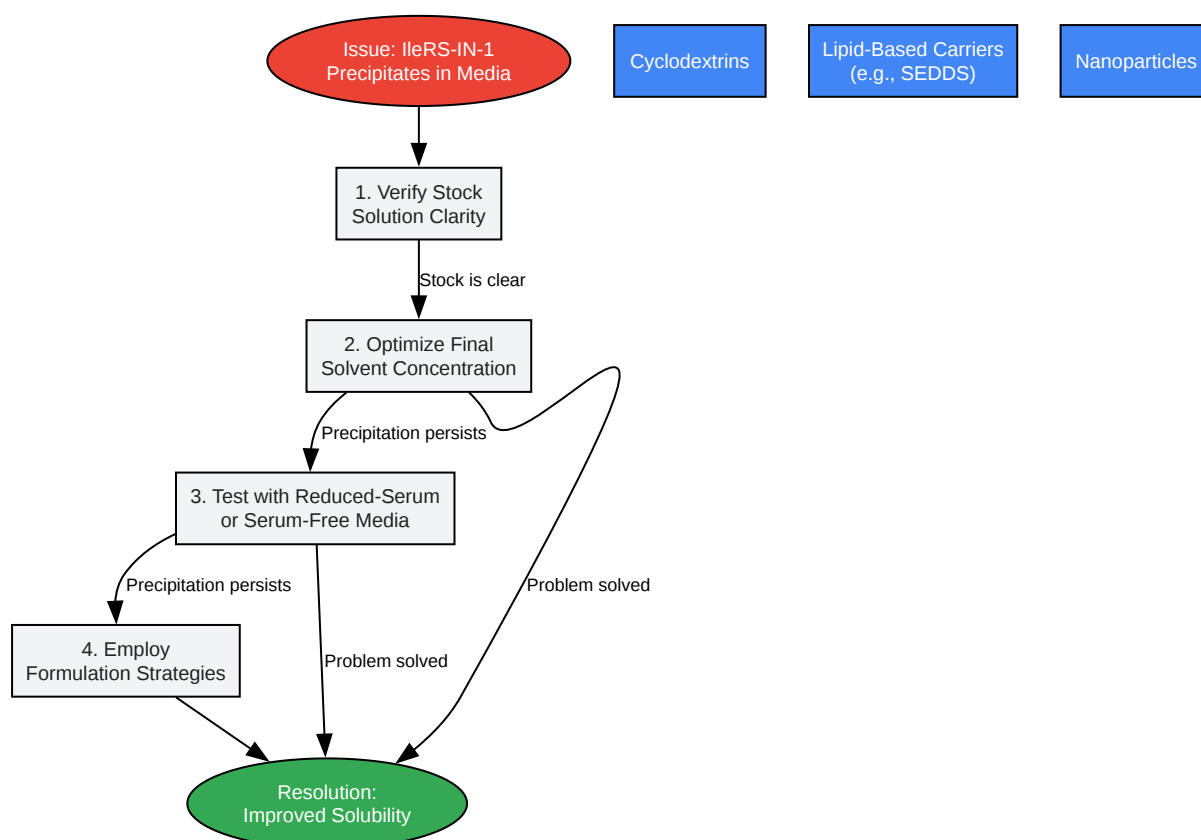 Issue: IleRS-IN-1
Precipitates in Media
Cyclodextrins
Lipid-Based Carriers
(e.g., SEDDS)
Nanoparticles
1. Verify Stock
Solution Clarity
Stock is clear
2. Optimize Final
Solvent Concentration
Precipitation persists
3. Test with Reduced-Serum
or Serum-Free Media
Precipitation persists
Problem solved
4. Employ
Formulation Strategies
Problem solved
Resolution:
Improved Solubility